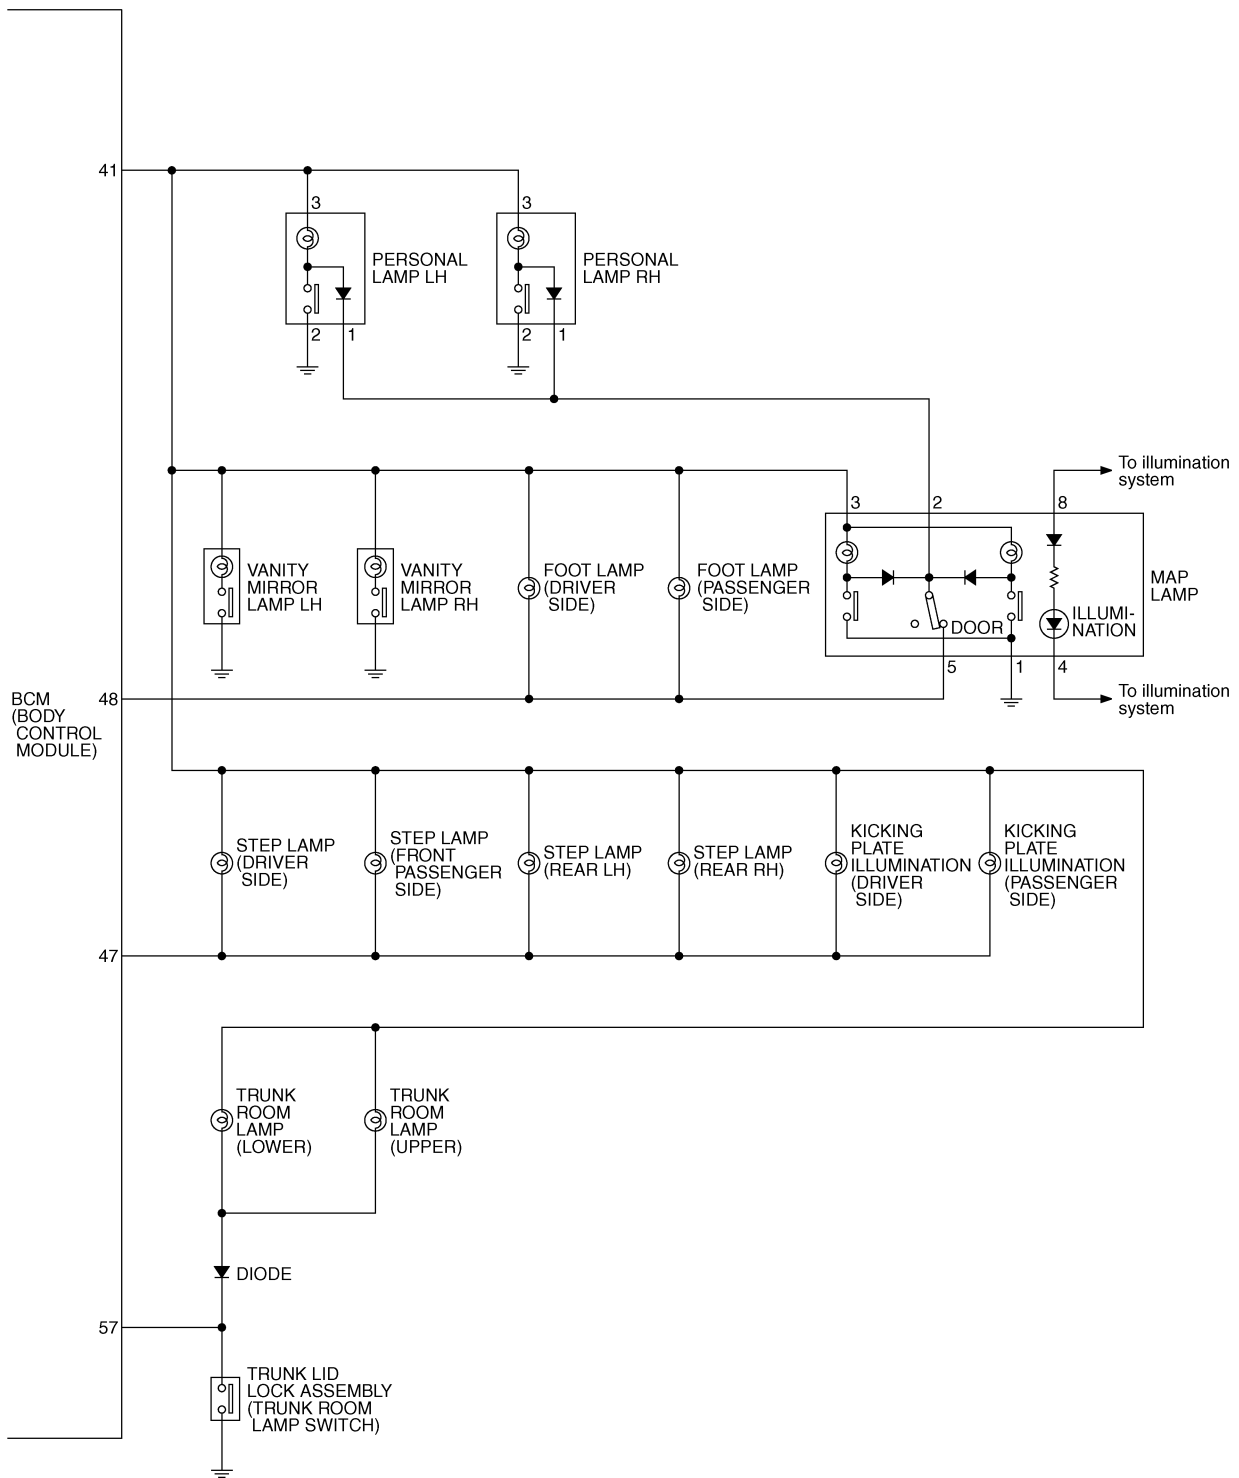 41
3
PERSONAL
LAMP LH
2 1
3
PERSONAL
LAMP RH
2 1
VANITY
MIRROR
LAMP LH
VANITY
MIRROR
LAMP RH
FOOT LAMP
(DRIVER
SIDE)
FOOT LAMP
(PASSENGER
SIDE)
3 2 8
To illumination
system
MAP
LAMP
ILLUMI-
NATION
DOOR
5 1 4
To illumination
system
BCM
(BODY
CONTROL
MODULE)
48
STEP LAMP
(DRIVER
SIDE)
STEP LAMP
(FRONT
PASSENGER
SIDE)
STEP LAMP
(REAR LH)
STEP LAMP
(REAR RH)
KICKING
PLATE
ILLUMINATION
(DRIVER
SIDE)
KICKING
PLATE
ILLUMINATION
(PASSENGER
SIDE)
47
TRUNK
ROOM
LAMP
(LOWER)
TRUNK
ROOM
LAMP
(UPPER)
DIODE
57
TRUNK LID
LOCK ASSEMBLY
(TRUNK ROOM
LAMP SWITCH)